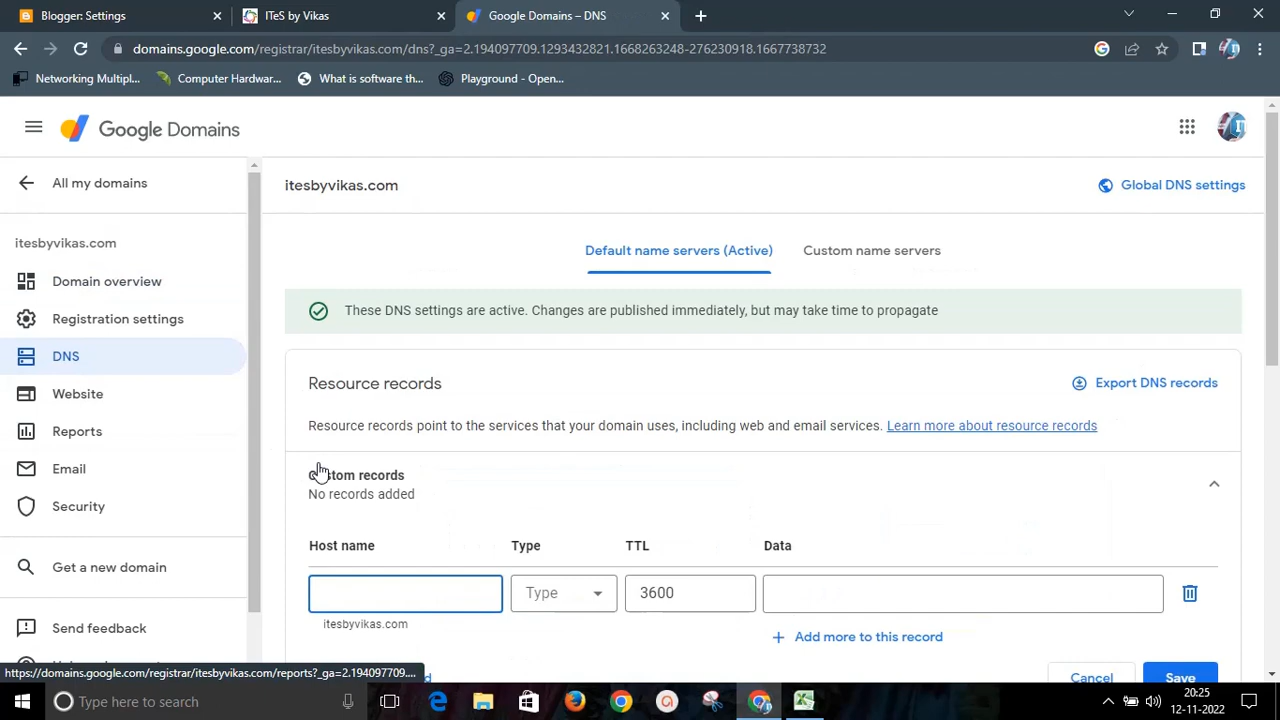 Blogger: Settings
ITeS by Vikas
Google Domains – DNS
domains.google.com/registrar/itesbyvikas.com/dns?_ga=2.194097709.1293432821.1668263248-276230918.1667738732
Networking Multipl...
Computer Hardwar...
What is software th...
Playground - Open...
Google Domains
All my domains
itesbyvikas.com
Global DNS settings
itesbyvikas.com
Default name servers (Active)
Custom name servers
Domain overview
Registration settings
DNS
Website
Reports
Email
Security
Get a new domain
Send feedback
These DNS settings are active. Changes are published immediately, but may take time to propagate
Resource records
Export DNS records
Resource records point to the services that your domain uses, including web and email services. Learn more about resource records
Custom records
No records added
Host name
Type
TTL
Data
Type
3600
itesbyvikas.com
Add more to this record
Cancel
Save
https://domains.google.com/registrar/itesbyvikas.com/reports?_ga=2.194097709....
Type here to search
20:25
12-11-2022